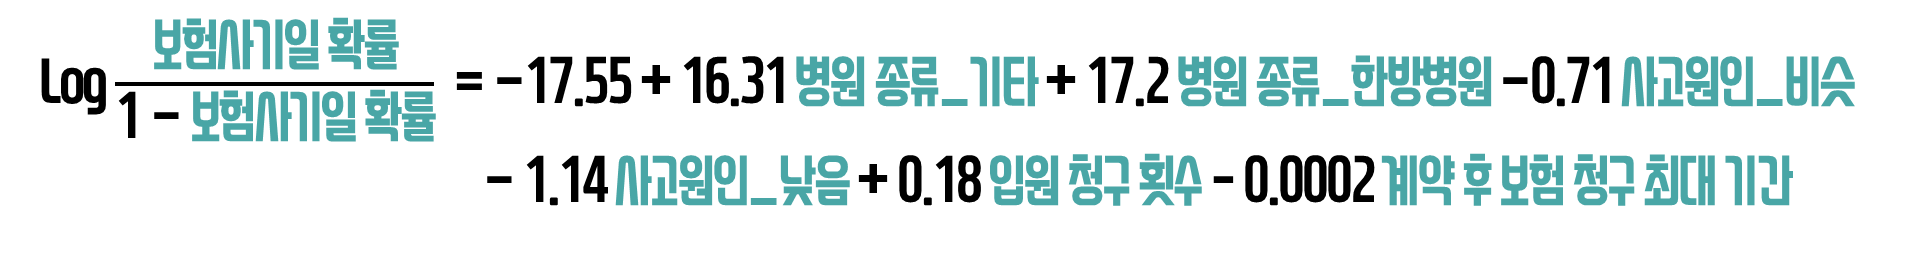 보험사기일 확률
Log = -17.55 + 16.31 병원 종류_기타 + 17.2 병원 종류_한방병원 -0.71 사고원인_비슷
1 - 보험사기일 확률
- 1.14 사고원인_낮음 + 0.18 입원 청구 횟수 - 0.0002 계약 후 보험 청구 최대 기간